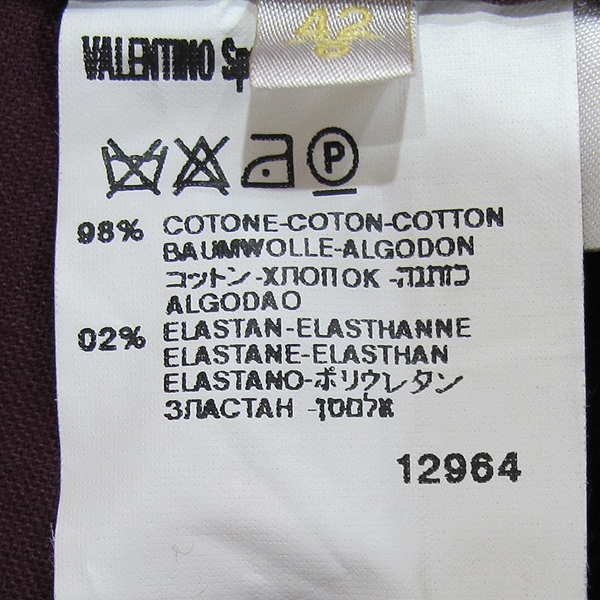 42
VALENTINO Sp
P
98% COTONE-COTON-COTTON
BAUMWOLLE-ALGODON
コットン-ХЛОПОК -כותנה
ALGODAO
02% ELASTAN-ELASTHANNE
ELASTANE-ELASTHAN
ELASTANO-ポリウレタン
ЭЛАСТАН -אלסטן
12964